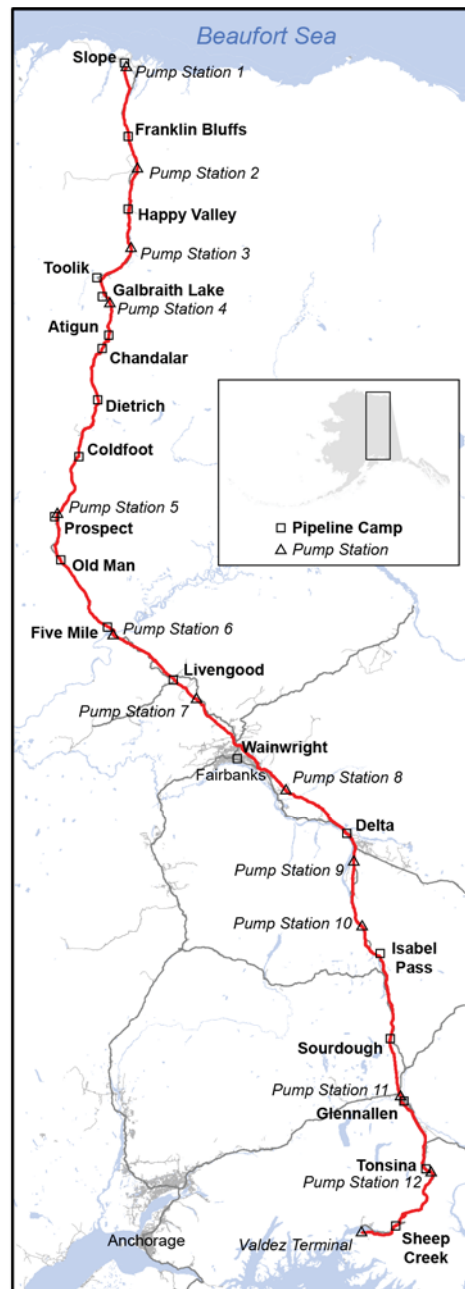 Beaufort Sea
Slope
Pump Station 1
Franklin Bluffs
Pump Station 2
Happy Valley
Pump Station 3
Toolik
Galbraith Lake
Pump Station 4
Atigun
Chandalar
Dietrich
Coldfoot
Pipeline Camp
Pump Station
Pump Station 5
Prospect
Old Man
Five Mile
Pump Station 6
Livengood
Pump Station 7
Wainwright
Fairbanks
Pump Station 8
Delta
Pump Station 9
Pump Station 10
Isabel
Pass
Sourdough
Pump Station 11
Glennallen
Tonsina
Pump Station 12
Sheep
Creek
Valdez Terminal
Anchorage